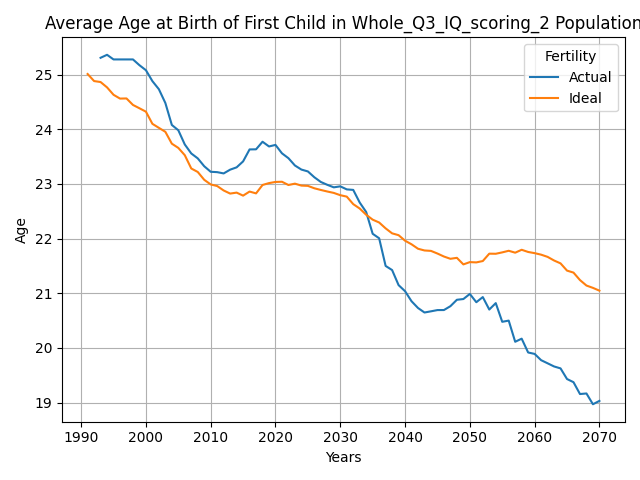 Average Age at Birth of First Child in Whole_Q3_IQ_scoring_2 Population
Fertility
Actual
Ideal
Age
25
24
23
22
21
20
19
1990 2000 2010 2020 2030 2040 2050 2060 2070
Years